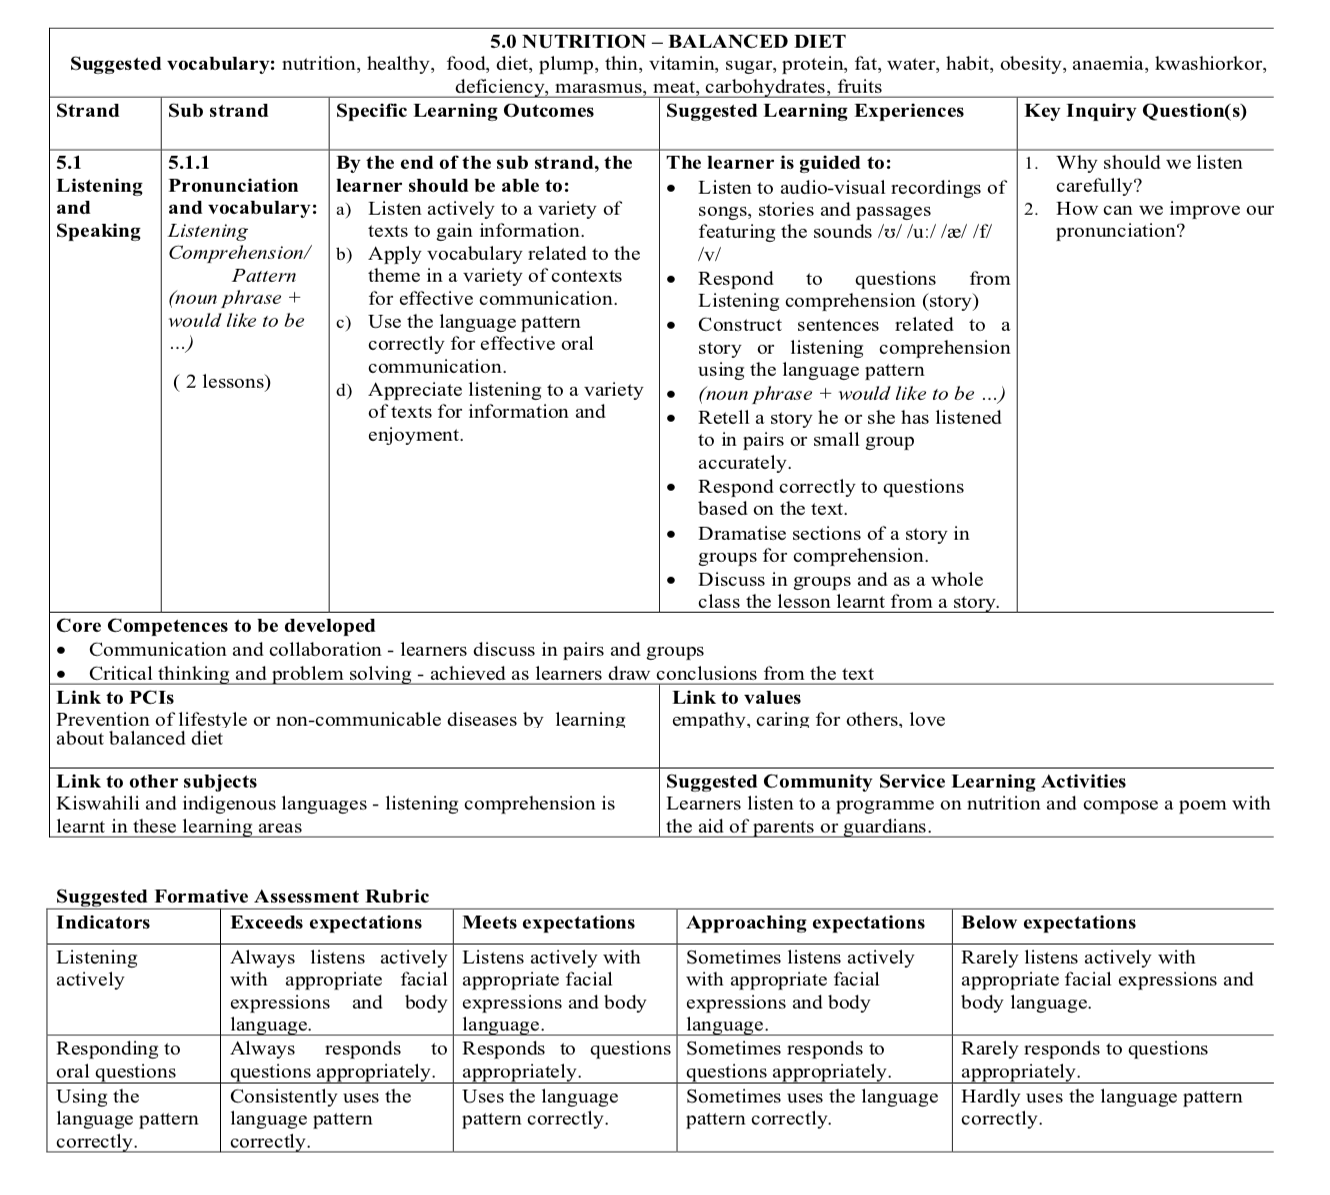 5.0 NUTRITION – BALANCED DIET
Suggested vocabulary: nutrition, healthy, food, diet, plump, thin, vitamin, sugar, protein, fat, water, habit, obesity, anaemia, kwashiorkor,
deficiency, marasmus, meat, carbohydrates, fruits
Strand
Sub strand
Specific Learning Outcomes
Suggested Learning Experiences
Key Inquiry Question(s)
5.1
Listening
and
Speaking
5.1.1
Pronunciation
and vocabulary:
Listening
Comprehension/
Pattern
(noun phrase +
would like to be
...)
( 2 lessons)
By the end of the sub strand, the
learner should be able to:
a) Listen actively to a variety of
texts to gain information.
b) Apply vocabulary related to the
theme in a variety of contexts
for effective communication.
c) Use the language pattern
correctly for effective oral
communication.
d) Appreciate listening to a variety
of texts for information and
enjoyment.
The learner is guided to:
• Listen to audio-visual recordings of
songs, stories and passages
featuring the sounds /ʊ/ /u:/ /æ/ /f/
/v/
• Respond to questions from
Listening comprehension (story)
• Construct sentences related to a
story or listening comprehension
using the language pattern
• (noun phrase + would like to be ...)
• Retell a story he or she has listened
to in pairs or small group
accurately.
• Respond correctly to questions
based on the text.
• Dramatise sections of a story in
groups for comprehension.
• Discuss in groups and as a whole
class the lesson learnt from a story.
1. Why should we listen
carefully?
2. How can we improve our
pronunciation?
Core Competences to be developed
• Communication and collaboration - learners discuss in pairs and groups
• Critical thinking and problem solving - achieved as learners draw conclusions from the text
Link to PCIs
Prevention of lifestyle or non-communicable diseases by learning
about balanced diet
Link to values
empathy, caring for others, love
Link to other subjects
Kiswahili and indigenous languages - listening comprehension is
learnt in these learning areas
Suggested Community Service Learning Activities
Learners listen to a programme on nutrition and compose a poem with
the aid of parents or guardians.
Suggested Formative Assessment Rubric
Indicators
Exceeds expectations
Meets expectations
Approaching expectations
Below expectations
Listening
actively
Always listens actively
with appropriate facial
expressions and body
language.
Listens actively with
appropriate facial
expressions and body
language.
Sometimes listens actively
with appropriate facial
expressions and body
language.
Rarely listens actively with
appropriate facial expressions and
body language.
Responding to
oral questions
Always responds to
questions appropriately.
Responds to questions
appropriately.
Sometimes responds to
questions appropriately.
Rarely responds to questions
appropriately.
Using the
language pattern
correctly.
Consistently uses the
language pattern
correctly.
Uses the language
pattern correctly.
Sometimes uses the language
pattern correctly.
Hardly uses the language pattern
correctly.